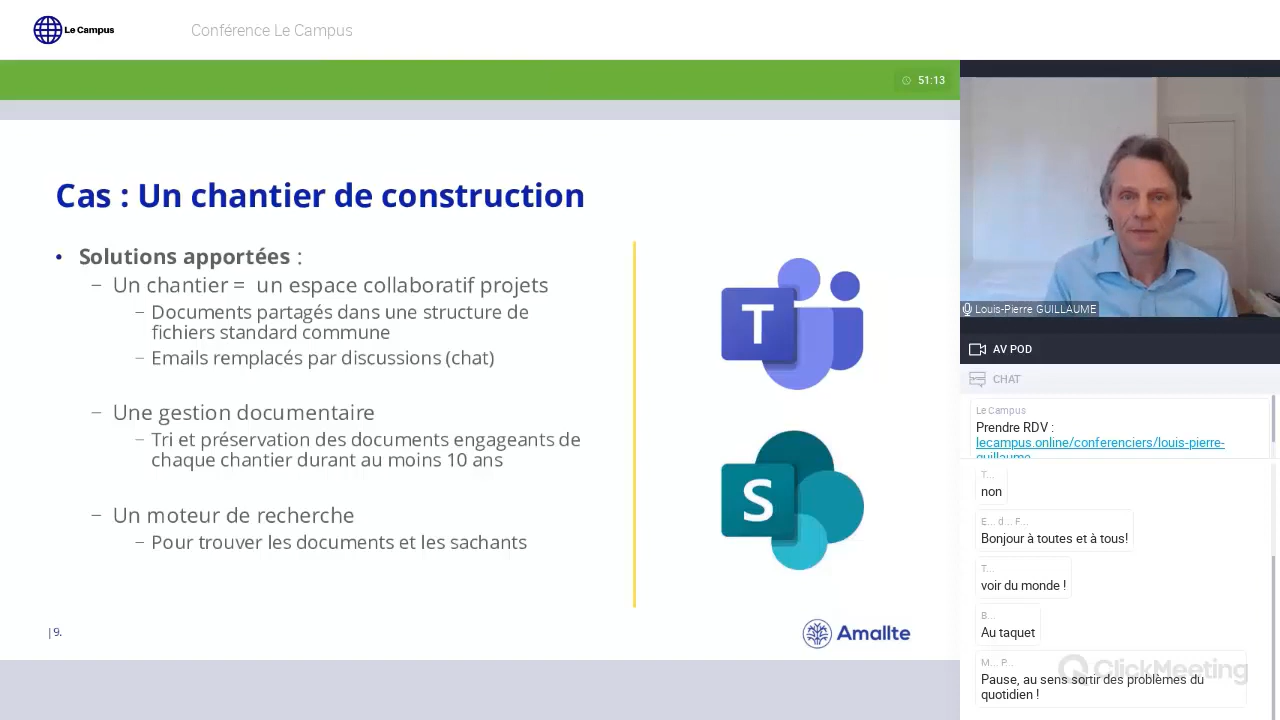 Le Campus
Conférence Le Campus
51:13
Cas : Un chantier de construction
• Solutions apportées :
– Un chantier = un espace collaboratif projets
– Documents partagés dans une structure de
fichiers standard commune
– Emails remplacés par discussions (chat)
– Une gestion documentaire
– Tri et préservation des documents engageants de
chaque chantier durant au moins 10 ans
– Un moteur de recherche
– Pour trouver les documents et les sachants
T
S
|9.
Amallte
Louis-Pierre GUILLAUME
AV POD
CHAT
Le Campus
Prendre RDV :
lecampus.online/conferenciers/louis-pierre-
guillaume
T...
non
E... d... F...
Bonjour à toutes et à tous!
T...
voir du monde !
B...
Au taquet
M... P...
Pause, au sens sortir des problèmes du
quotidien !
ClickMeeting